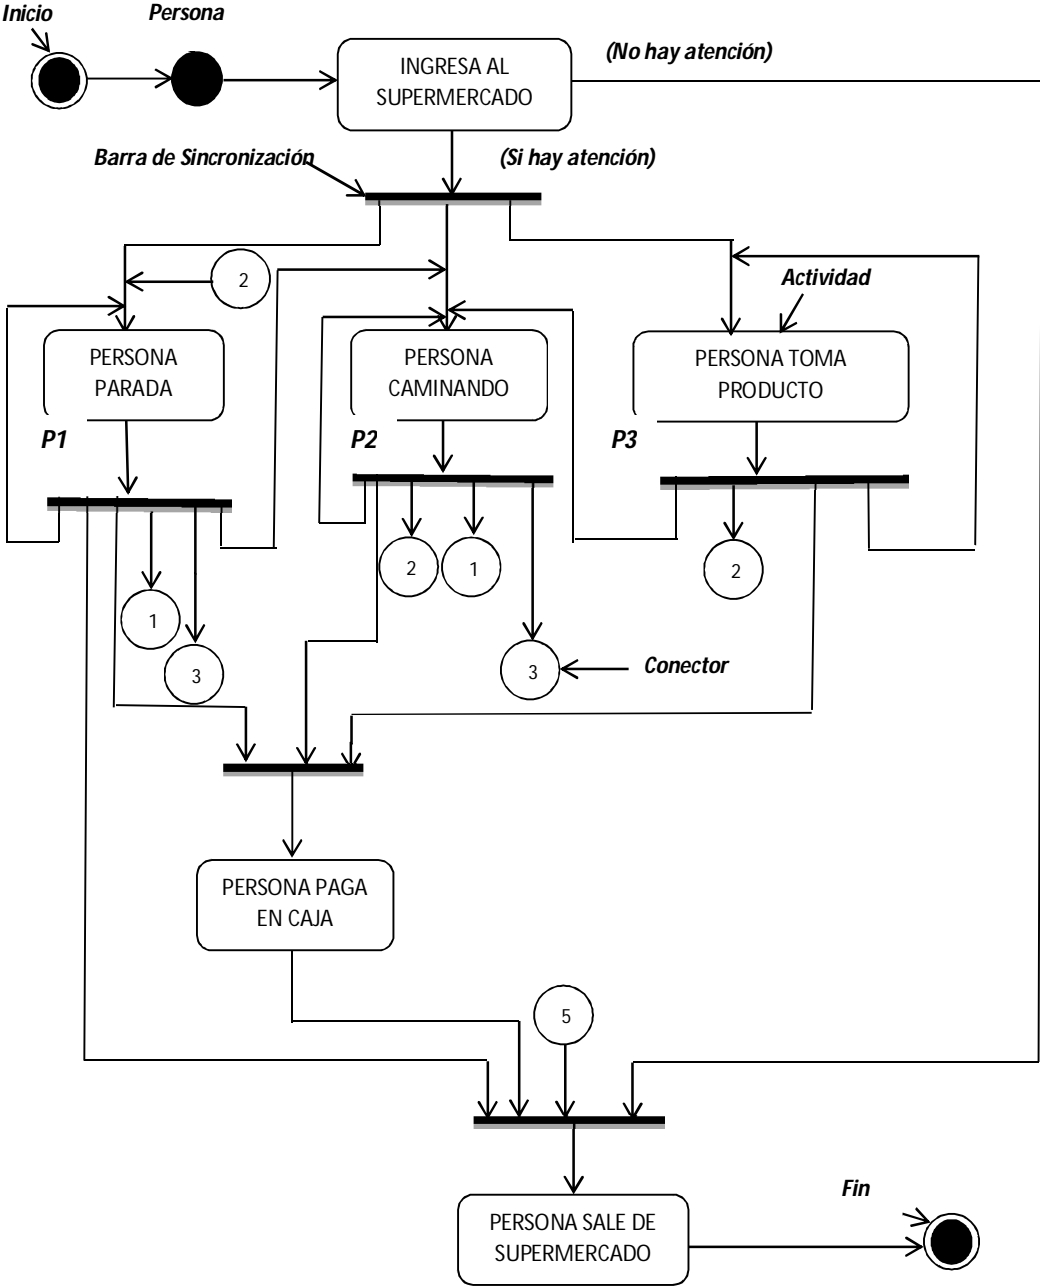 Inicio
Persona
INGRESA AL
SUPERMERCADO
(No hay atención)
Barra de Sincronización
(Si hay atención)
2
Actividad
PERSONA
PARADA
PERSONA
CAMINANDO
PERSONA TOMA
PRODUCTO
P1
P2
P3
2
1
2
1
3
3
Conector
PERSONA PAGA
EN CAJA
5
Fin
PERSONA SALE DE
SUPERMERCADO